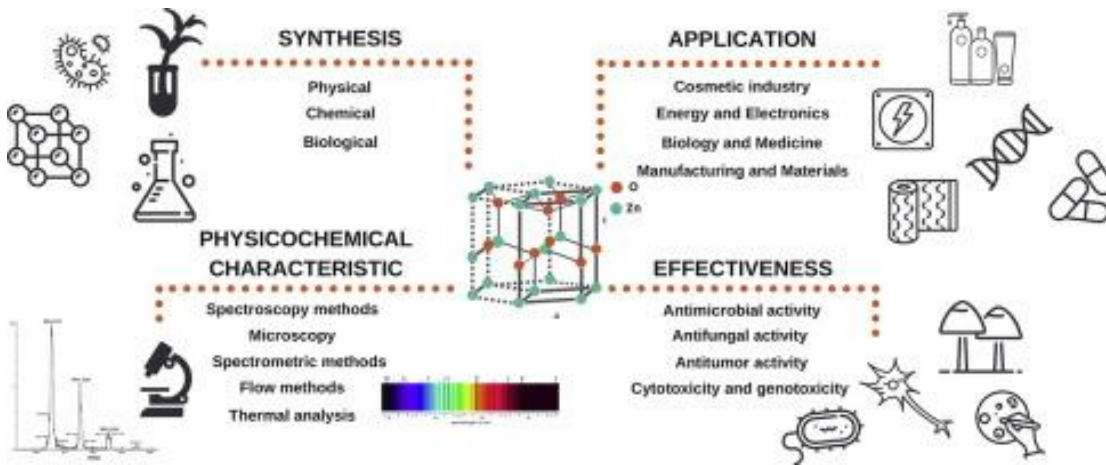 SYNTHESIS
Physical
Chemical
Biological
APPLICATION
Cosmetic industry
Energy and Electronics
Biology and Medicine
Manufacturing and Materials
O
Zn
PHYSICOCHEMICAL
CHARACTERISTIC
Spectroscopy methods
Microscopy
Spectrometric methods
Flow methods
Thermal analysis
EFFECTIVENESS
Antimicrobial activity
Antifungal activity
Antitumor activity
Cytotoxicity and genotoxicity